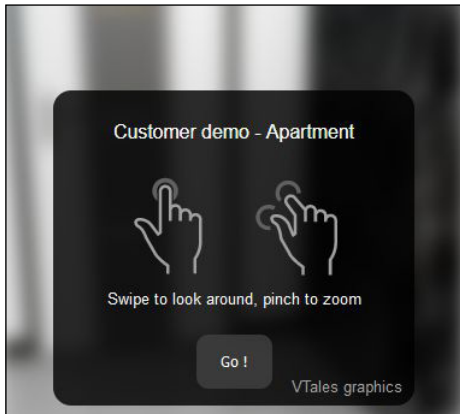 Customer demo - Apartment
Swipe to look around, pinch to zoom
Go !
VTales graphics